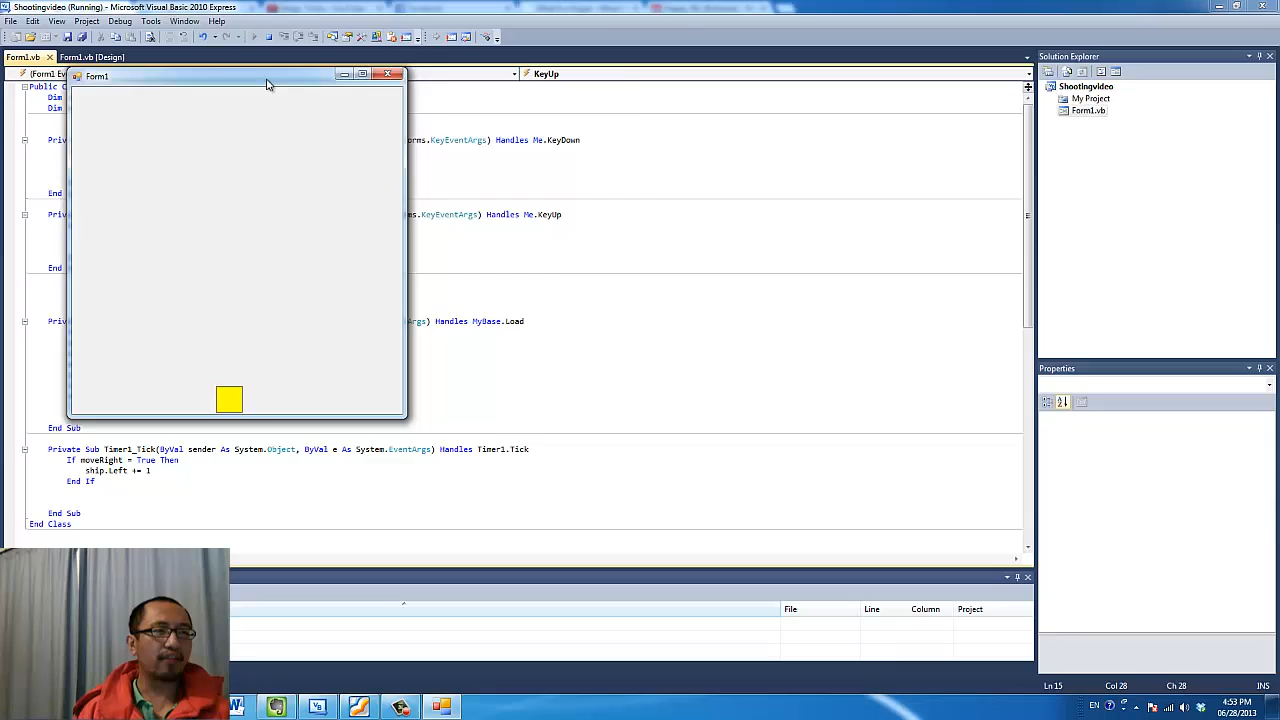 Shootingvideo (Running) - Microsoft Visual Basic 2010 Express
File Edit View Project Debug Tools Window Help
Form1.vb Form1.vb [Design]
Solution Explorer
(Form1 Ev
KeyUp
Form1
Public C
Dim
Dim
Shootingvideo
My Project
Form1.vb
Priv
orms.KeyEventArgs) Handles Me.KeyDown
End
Priv
ms.KeyEventArgs) Handles Me.KeyUp
End
Priv
Args) Handles MyBase.Load
Properties
End Sub
Private Sub Timer1_Tick(ByVal sender As System.Object, ByVal e As System.EventArgs) Handles Timer1.Tick
If moveRight = True Then
ship.Left += 1
End If
End Sub
End Class
File Line Column Project
Ln 15 Col 28 Ch 28 INS
EN
4:53 PM
06/28/2013